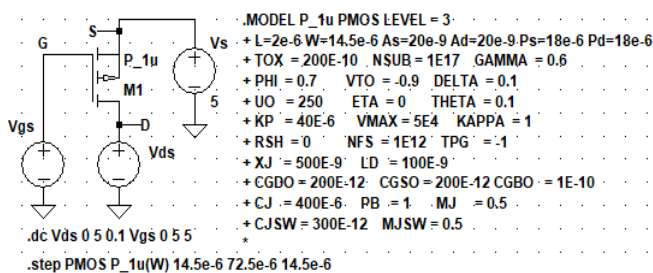 S
G
P_1u
M1
Vs
5
Vgs
D
Vds
.dc Vds 0 5 0.1 Vgs 0 5 5
.step PMOS P_1u(W) 14.5e-6 72.5e-6 14.5e-6
.MODEL P_1u PMOS LEVEL = 3
+ L=2e-6 W=14.5e-6 As=20e-9 Ad=20e-9 Ps=18e-6 Pd=18e-6
+ TOX = 200E-10 NSUB = 1E17 GAMMA = 0.6
+ PHI = 0.7 VTO = -0.9 DELTA = 0.1
+ UO = 250 ETA = 0 THETA = 0.1
+ KP = 40E-6 VMAX = 5E4 KAPPA = 1
+ RSH = 0 NFS = 1E12 TPG = -1
+ XJ = 500E-9 LD = 100E-9
+ CGDO = 200E-12 CGSO = 200E-12 CGBO = 1E-10
+ CJ = 400E-6 PB = 1 MJ = 0.5
+ CJSW = 300E-12 MJSW = 0.5
*